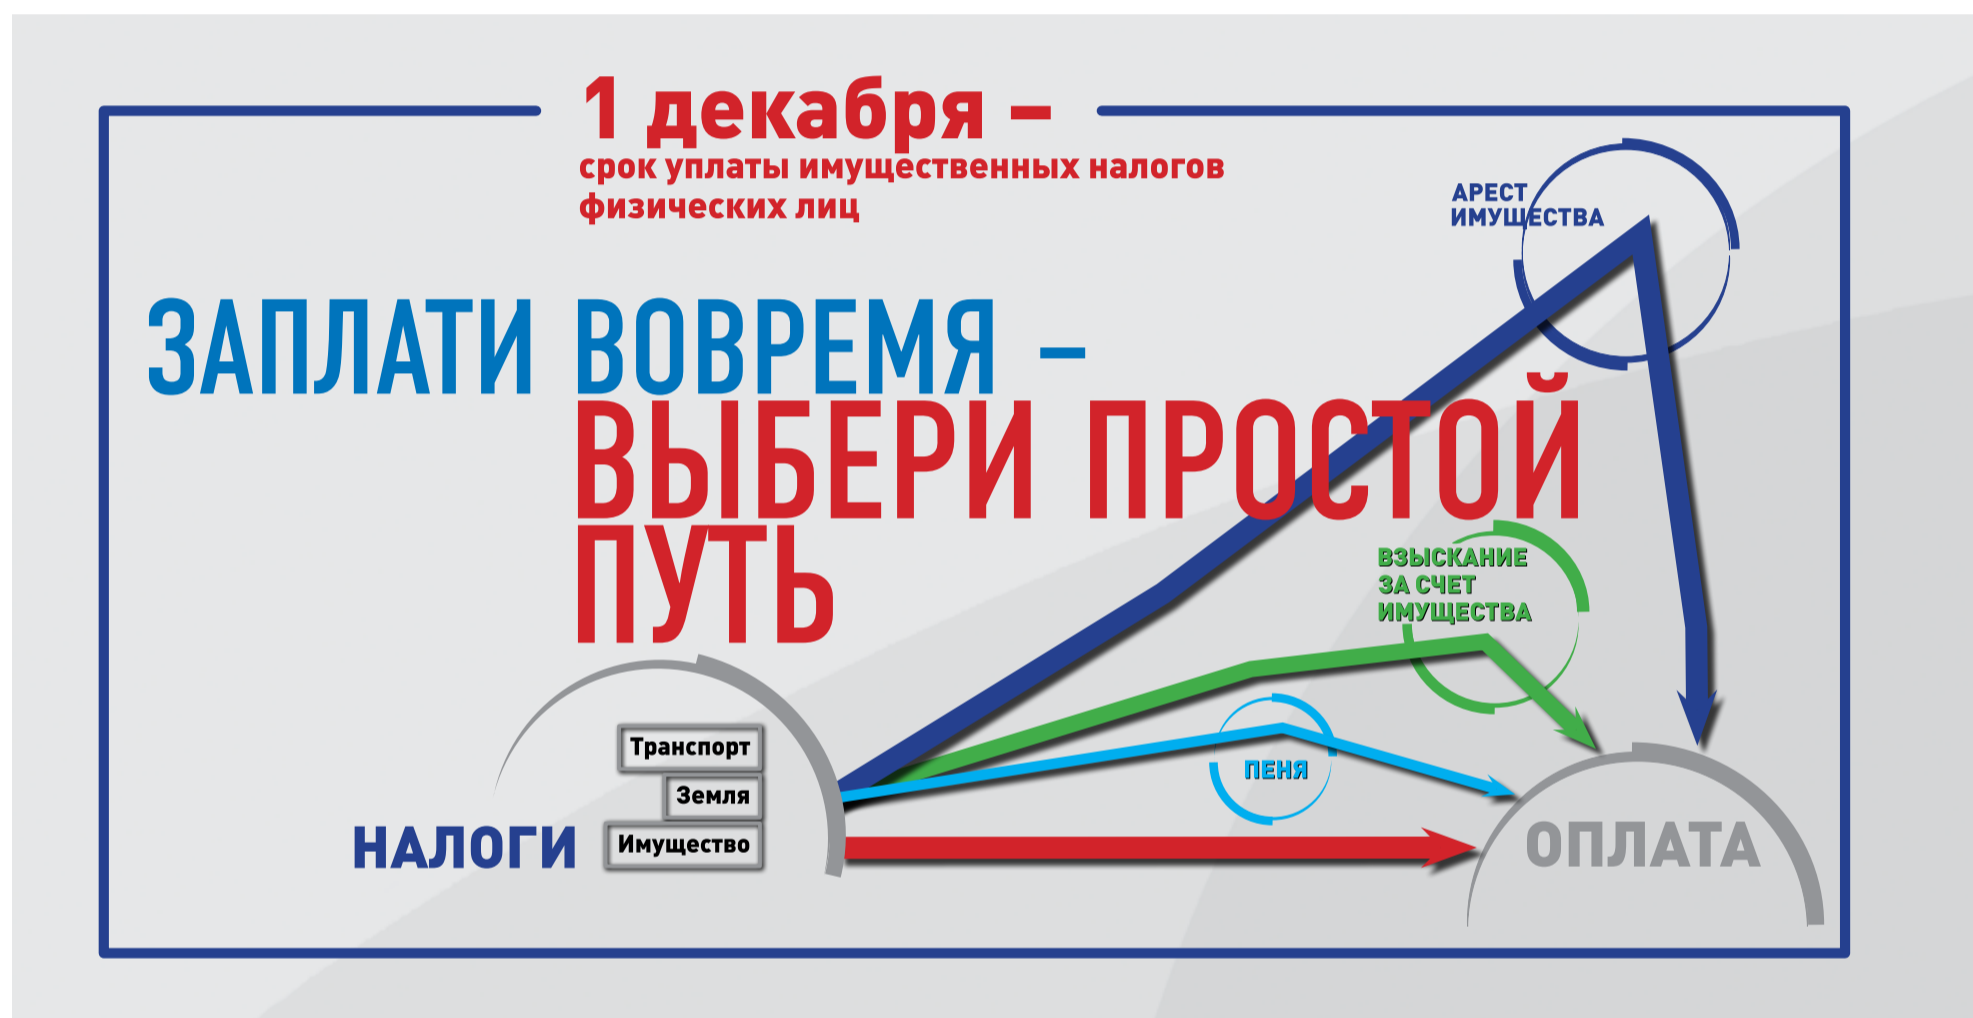 1 декабря –
срок уплаты имущественных налогов
физических лиц
АРЕСТ
ИМУЩЕСТВА
ЗАПЛАТИ ВОВРЕМЯ –
ВЫБЕРИ ПРОСТОЙ
ПУТЬ
ВЗЫСКАНИЕ
ЗА СЧЕТ
ИМУЩЕСТВА
ПЕНЯ
Транспорт
Земля
Имущество
НАЛОГИ
ОПЛАТА